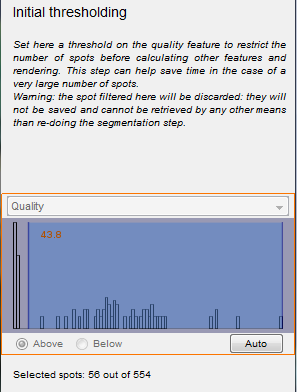 Initial thresholding
Set here a threshold on the quality feature to restrict the
number of spots before calculating other features and
rendering. This step can help save time in the case of a
very large number of spots.
Warning: the spot filtered here will be discarded: they will
not be saved and cannot be retrieved by any other means
than re-doing the segmentation step.
Quality
43.8
Above Below Auto
Selected spots: 56 out of 554